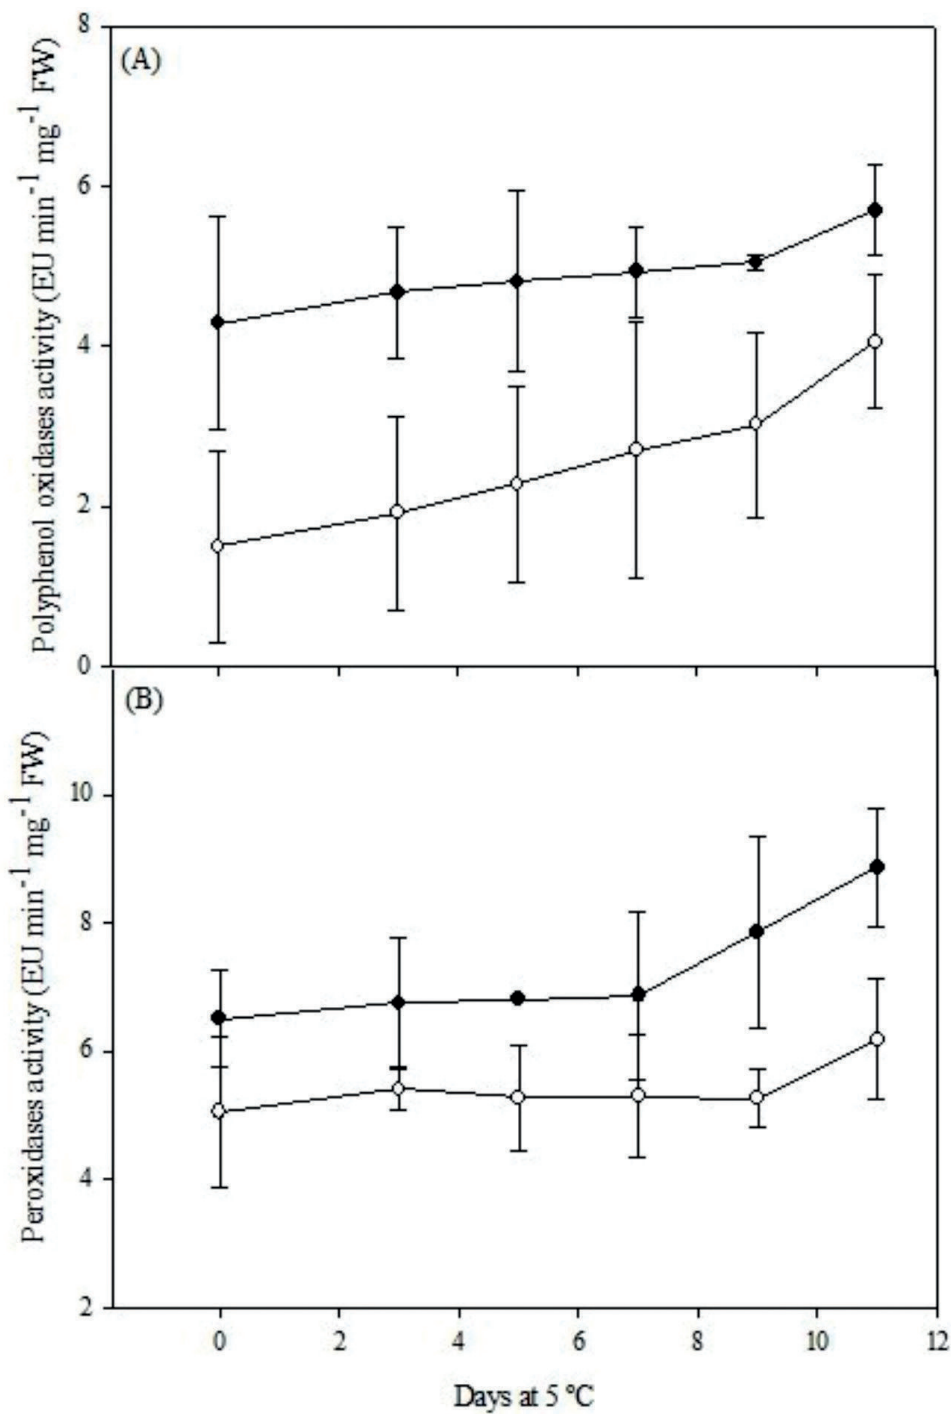 (A)
Polyphenol oxidases activity (EU min⁻¹ mg⁻¹ FW)
8
6
4
2
0
(B)
Peroxidases activity (EU min⁻¹ mg⁻¹ FW)
10
8
6
4
2
0 2 4 6 8 10 12
Days at 5 ºC